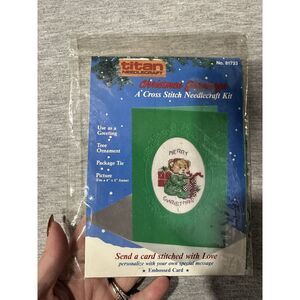 titan
NEEDLECRAFT
No. 81733
Christmas
A Cross Stitch Needlecraft Kit
Use as a
Greeting
Tree
Ornament
Package Tie
Picture
MERRY
CHRISTMAS
Send a card stitched with Love
personalize with your own special message
Embossed Card